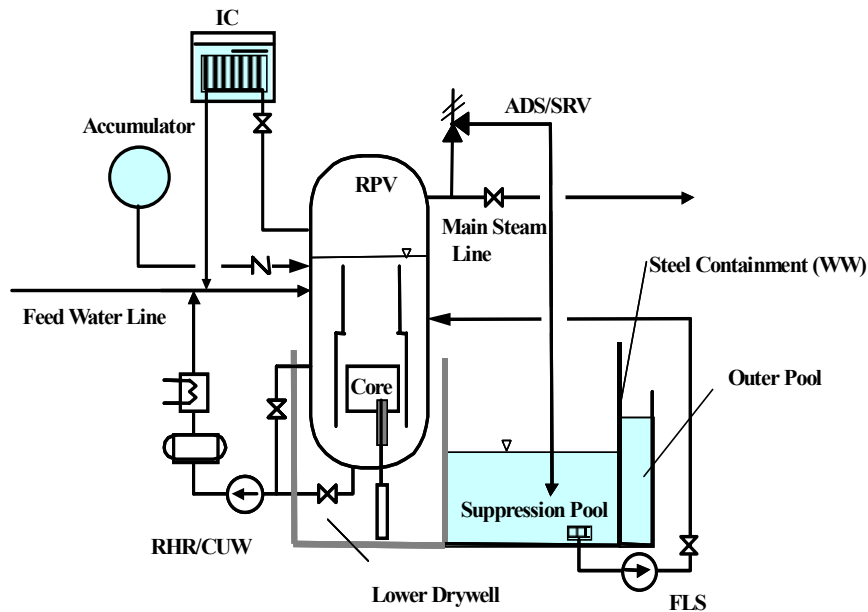 IC
ADS/SRV
Accumulator
RPV
Main Steam
Line
Steel Containment (WW)
Feed Water Line
Core
Outer Pool
Suppression Pool
RHR/CUW
Lower Drywell
FLS